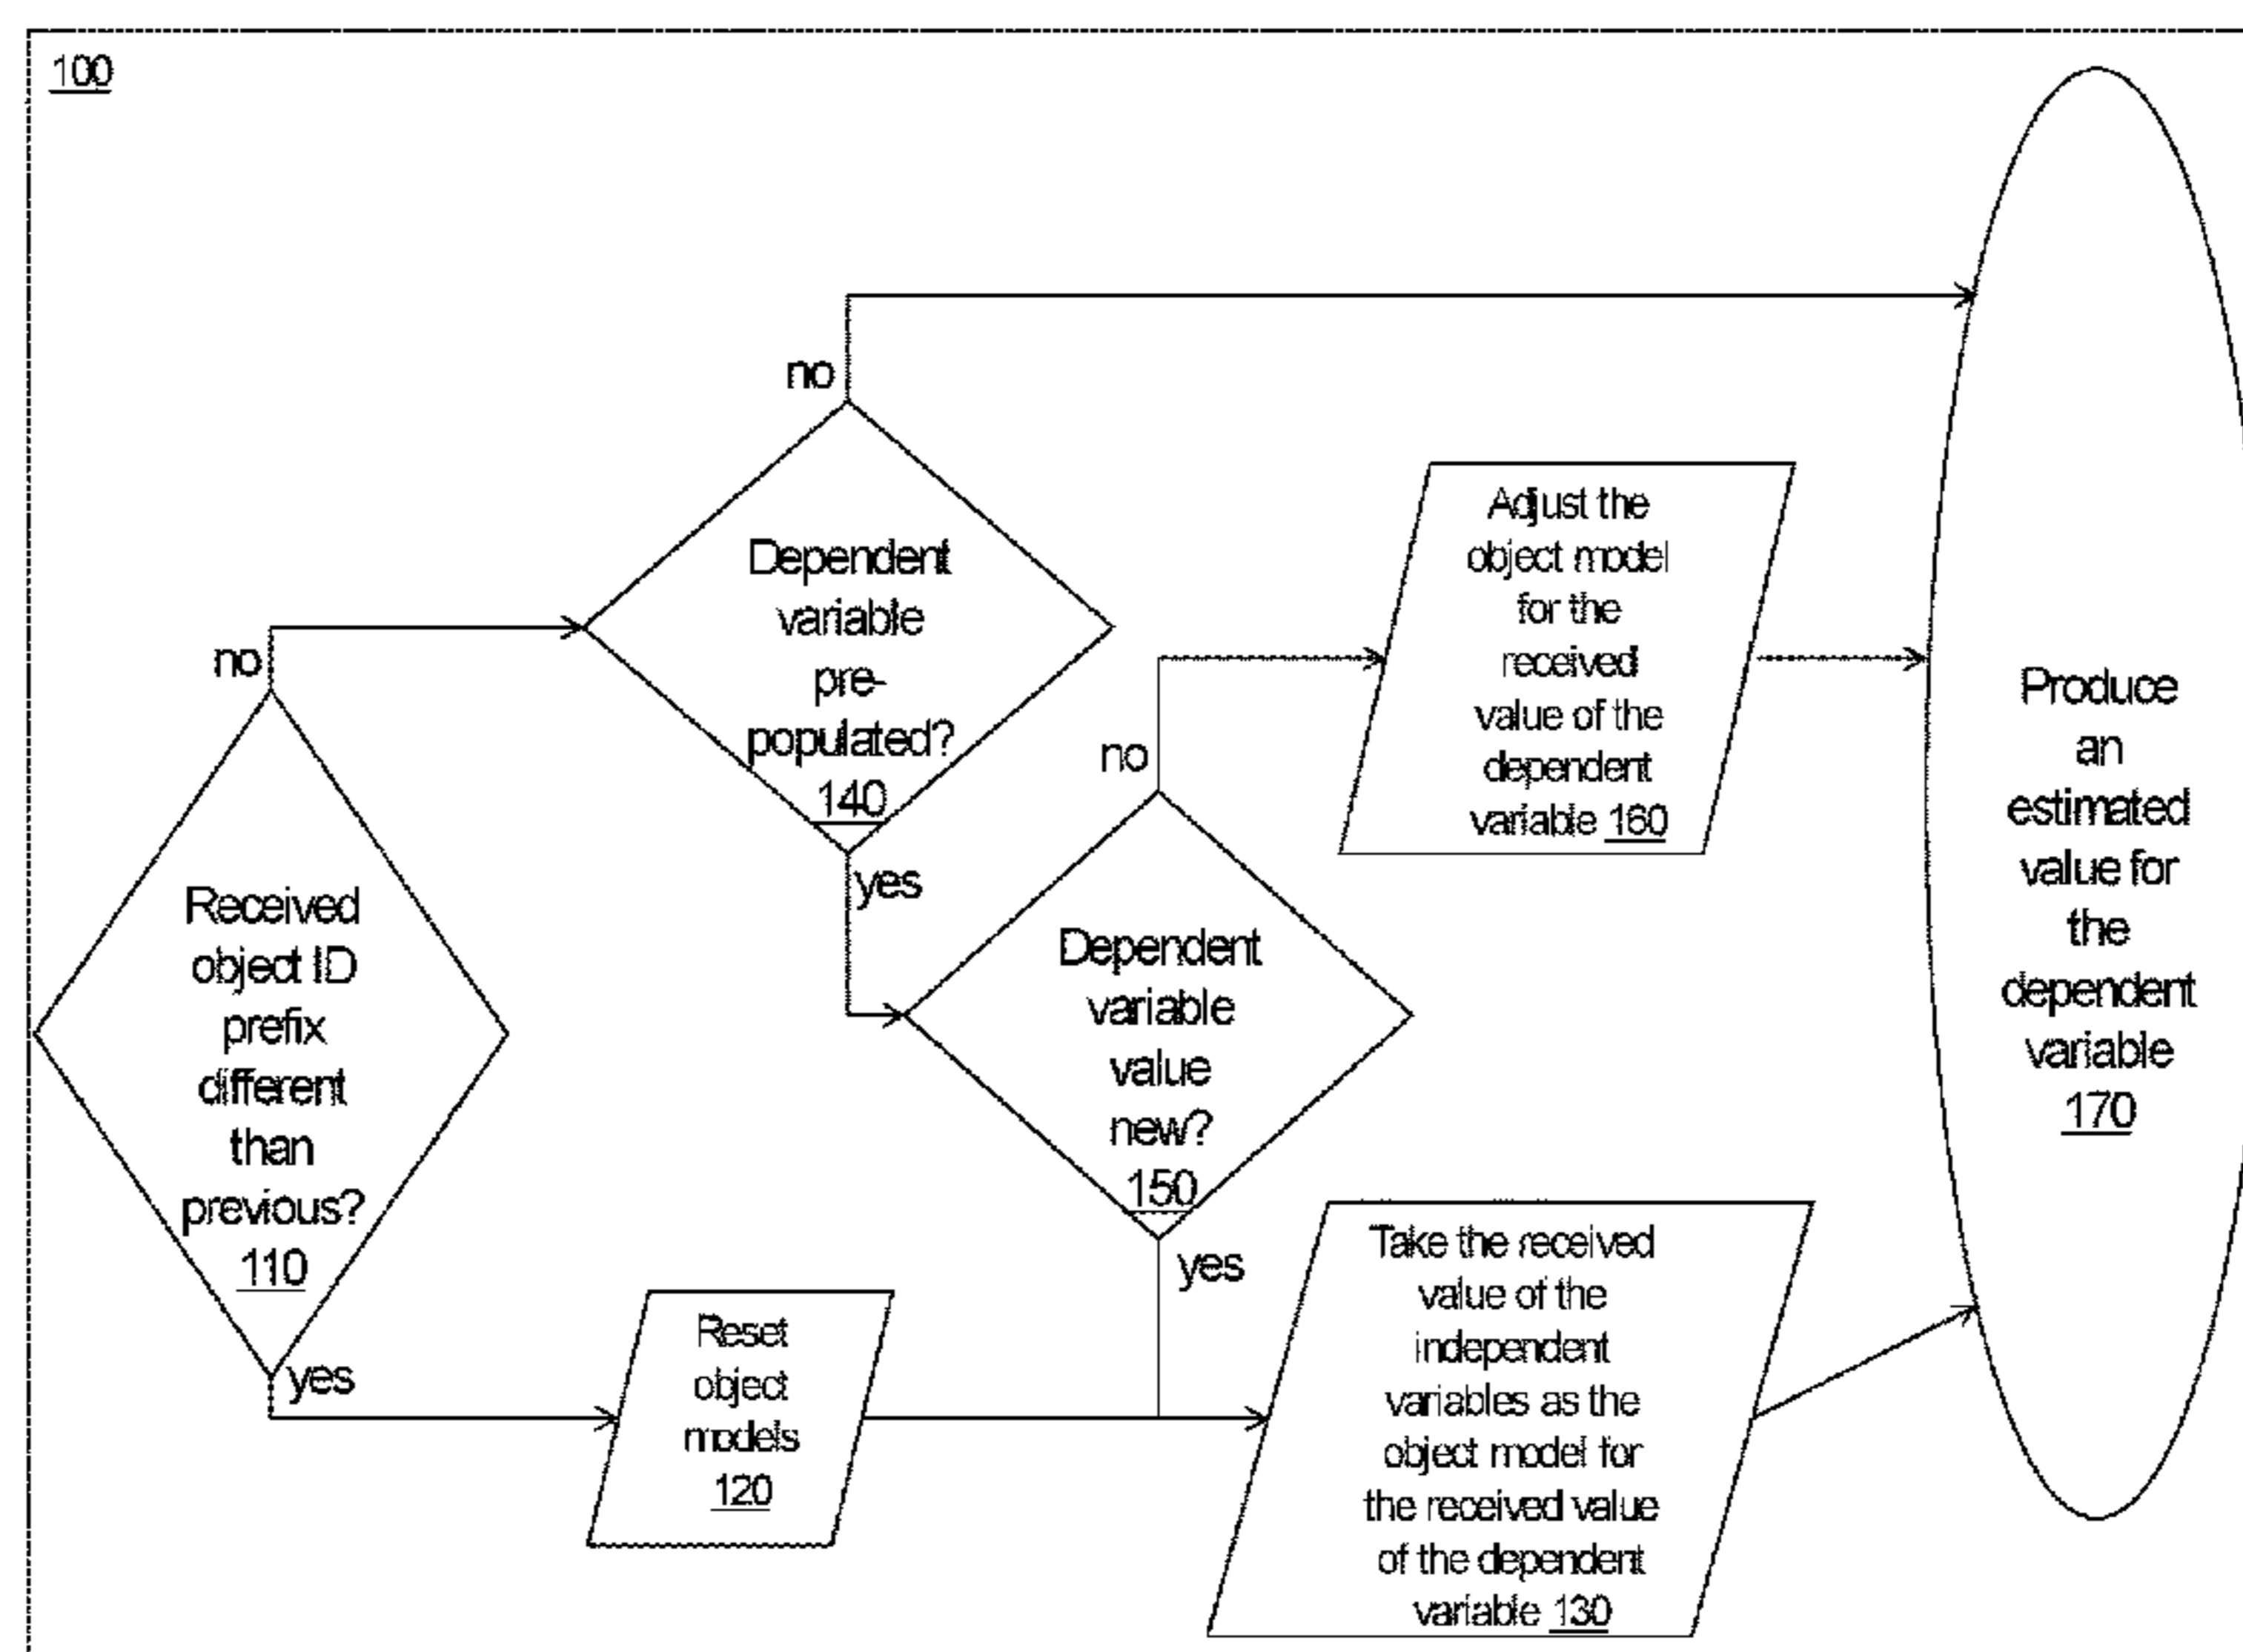 100
no
Dependent
variable
pre-
populated?
140
yes
no
Received
object ID
prefix
different
than
previous?
110
yes
Reset
object
models
120
Dependent
variable
value
new?
150
no
yes
Adjust the
object model
for the
received
value of the
dependent
variable 160
Take the received
value of the
independent
variables as the
object model for
the received value
of the dependent
variable 130
Produce
an
estimated
value for
the
dependent
variable
170